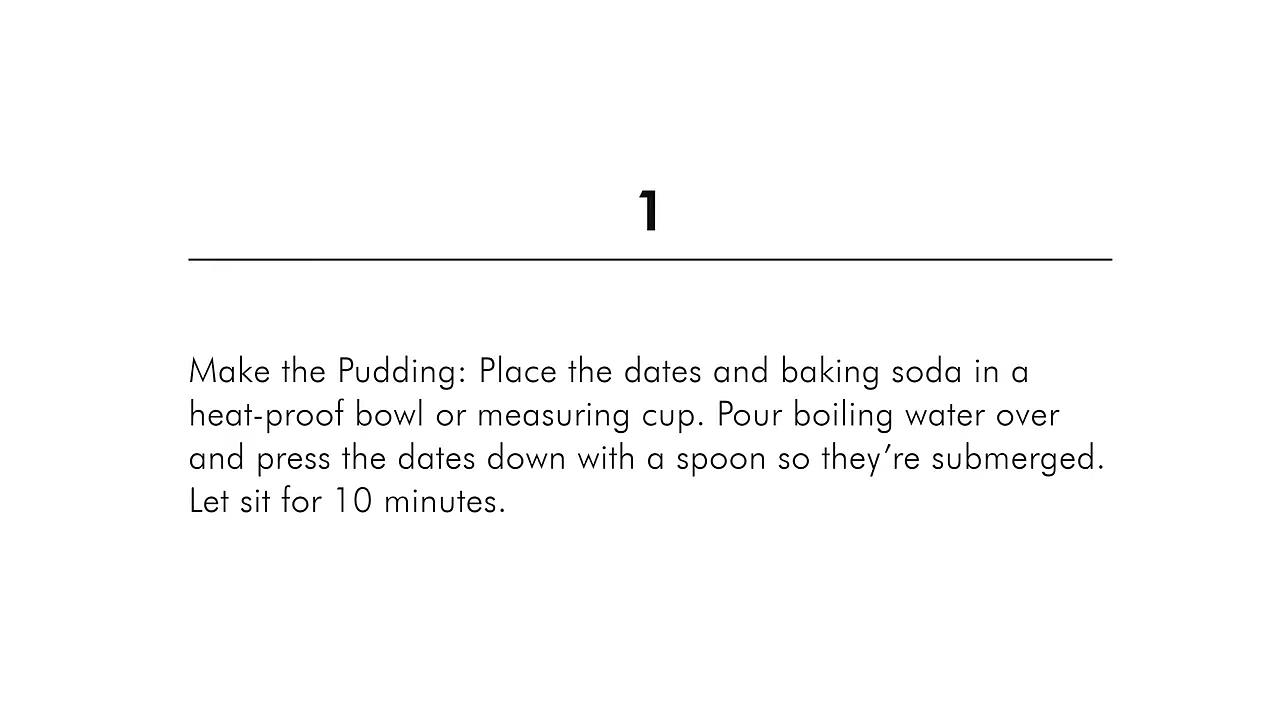 1
Make the Pudding: Place the dates and baking soda in a
heat-proof bowl or measuring cup. Pour boiling water over
and press the dates down with a spoon so they’re submerged.
Let sit for 10 minutes.